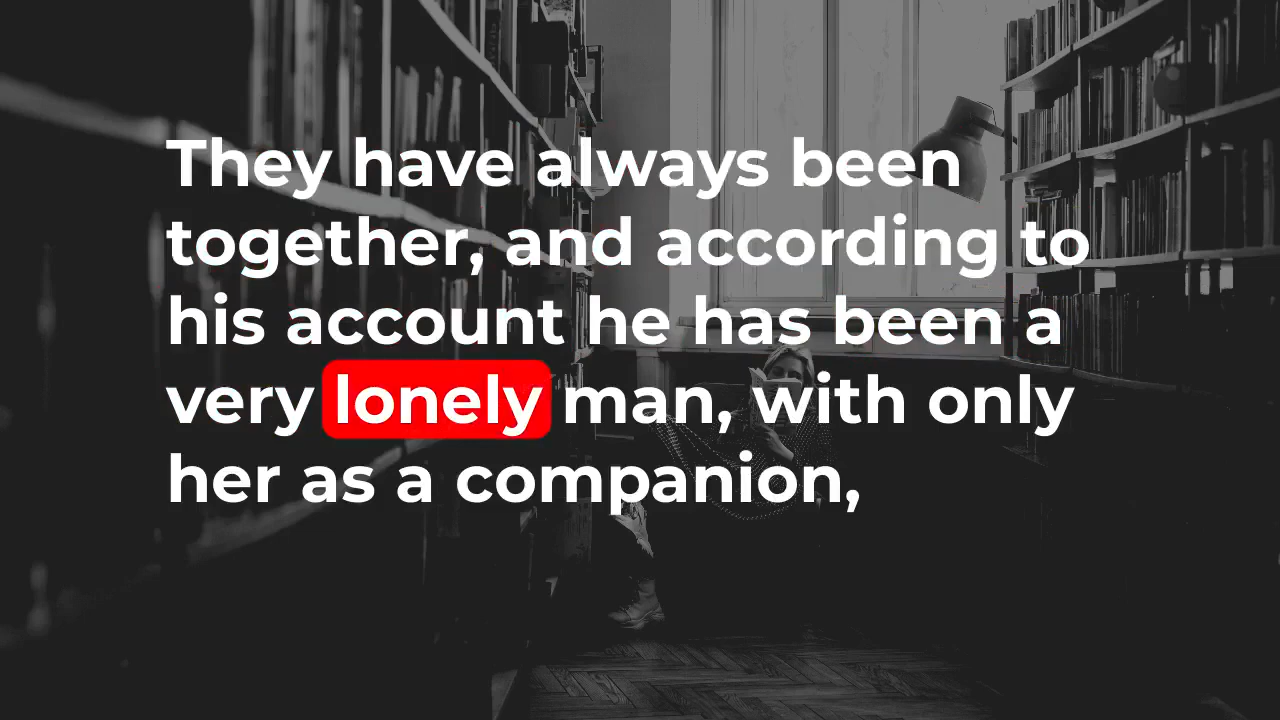 They have always been
together, and according to
his account he has been a
very lonely man, with only
her as a companion,